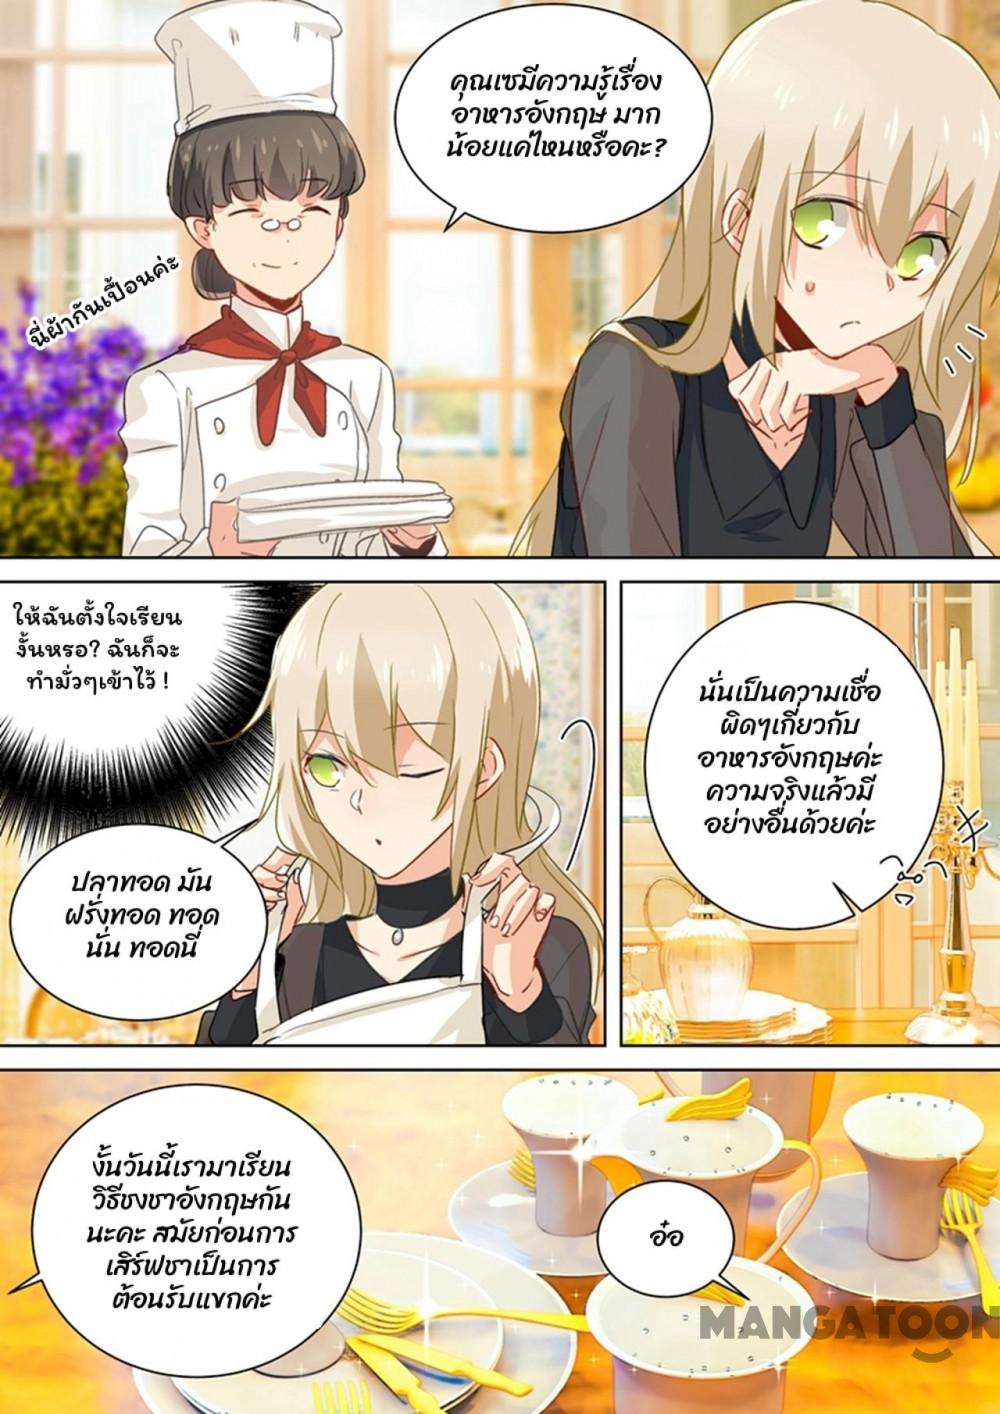 คุณเซมีความรู้เรื่อง
อาหารอังกฤษ มาก
น้อยแค่ไหนหรือคะ?
นี่ผ้ากันเปื้อนค่ะ
ให้ฉันตั้งใจเรียน
งั้นหรอ? ฉันก็จะ
ทำมั่วๆเข้าไว้ !
ปลาทอด มัน
ฝรั่งทอด ทอด
นั่น ทอดนี่
นั่นเป็นความเชื่อ
ผิดๆเกี่ยวกับ
อาหารอังกฤษค่ะ
ความจริงแล้วมี
อย่างอื่นด้วยค่ะ
งั้นวันนี้เรามาเรียน
วิธีชงชาอังกฤษกัน
นะคะ สมัยก่อนการ
เสิร์ฟชาเป็นการ
ต้อนรับแขกค่ะ
อ๋อ
MANGATOON